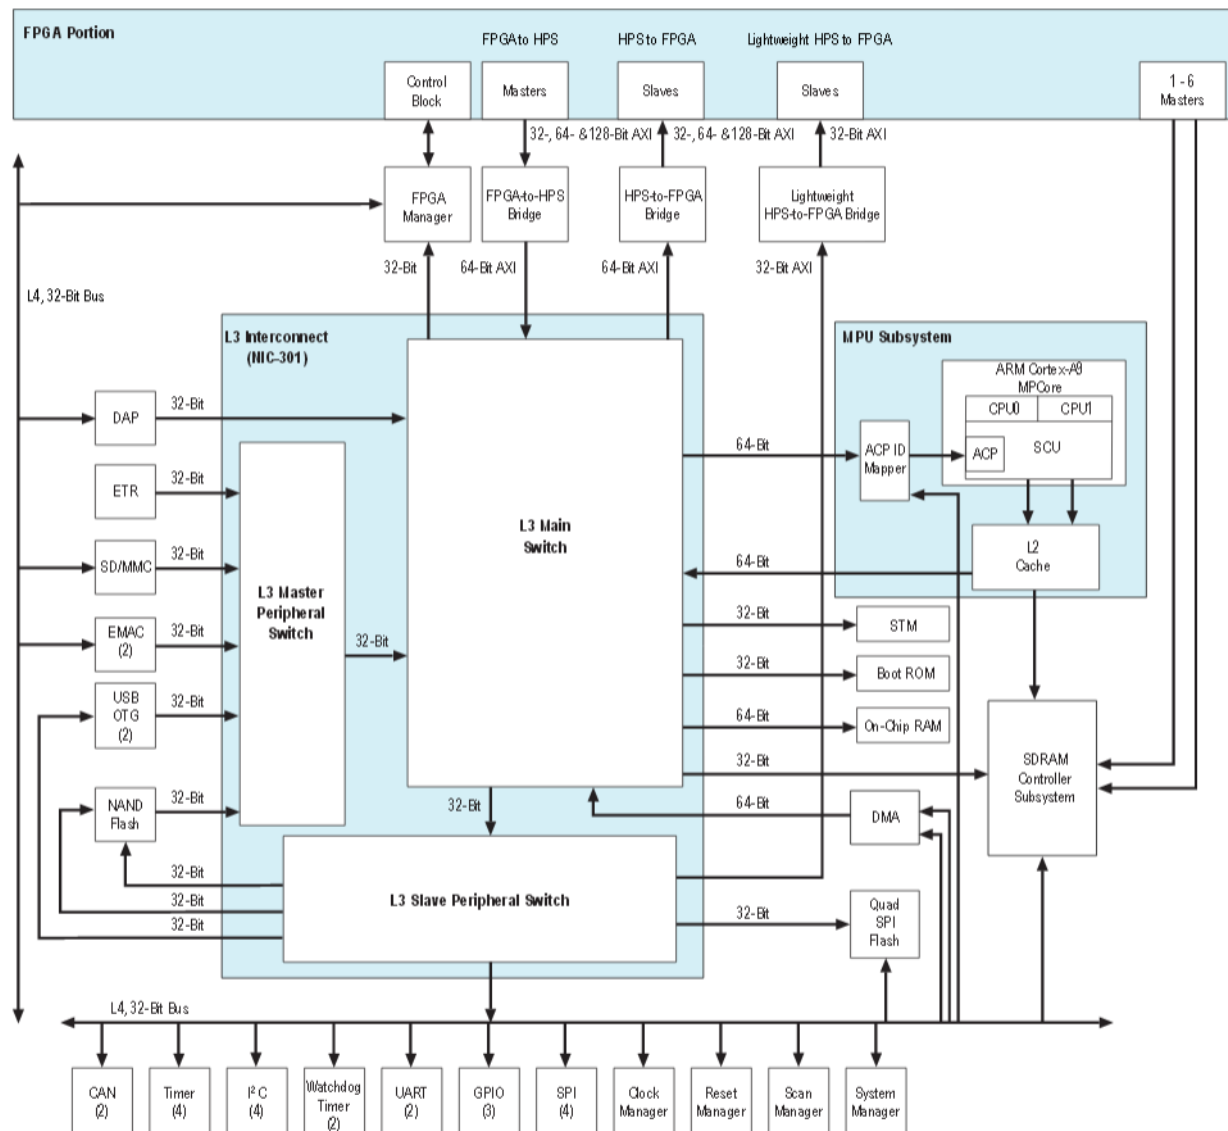 FPGA Portion
FPGA to HPS
HPS to FPGA
Lightweight HPS to FPGA
Control
Block
Masters
Slaves
Slaves
1 - 6
Masters
32-, 64- &128-Bit AXI
32-, 64- &128-Bit AXI
32-Bit AXI
FPGA
Manager
FPGA-to-HPS
Bridge
HPS-to-FPGA
Bridge
Lightweight
HPS-to-FPGA Bridge
32-Bit
64-Bit AXI
64-Bit AXI
32-Bit AXI
L4, 32-Bit Bus
L3 Interconnect
(NIC-301)
MPU Subsystem
ARM Cortex-A9
MPCore
CPU0
CPU1
ACP
SCU
ACP ID
Mapper
L2
Cache
DAP
32-Bit
ETR
32-Bit
SD/MMC
32-Bit
EMAC
(2)
32-Bit
USB
OTG
(2)
32-Bit
NAND
Flash
32-Bit
L3 Master
Peripheral
Switch
32-Bit
L3 Main
Switch
64-Bit
64-Bit
32-Bit
STM
32-Bit
Boot ROM
64-Bit
On-Chip RAM
32-Bit
SDRAM
Controller
Subsystem
64-Bit
DMA
32-Bit
32-Bit
32-Bit
32-Bit
L3 Slave Peripheral Switch
32-Bit
Quad
SPI
Flash
L4, 32-Bit Bus
CAN
(2)
Timer
(4)
I²C
(4)
Watchdog
Timer
(2)
UART
(2)
GPIO
(3)
SPI
(4)
Clock
Manager
Reset
Manager
Scan
Manager
System
Manager